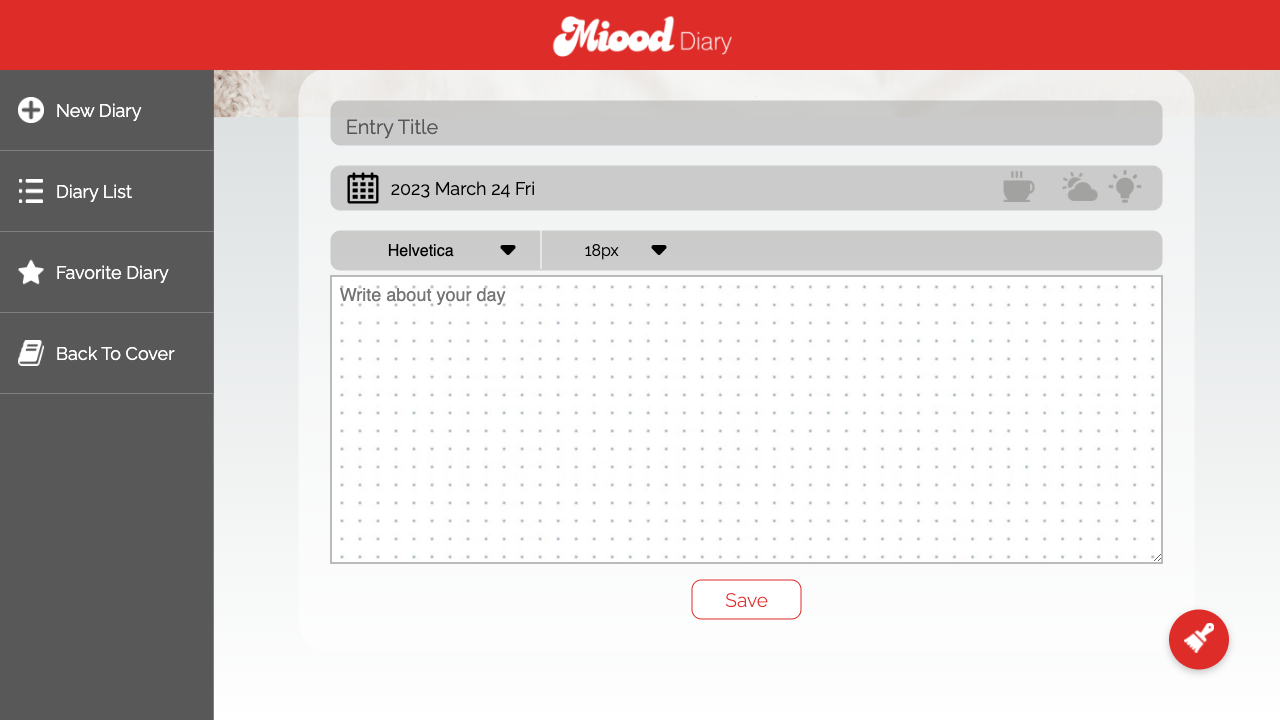 Miood Diary
New Diary
Diary List
Favorite Diary
Back To Cover
Entry Title
2023 March 24 Fri
Helvetica
18px
Write about your day
Save